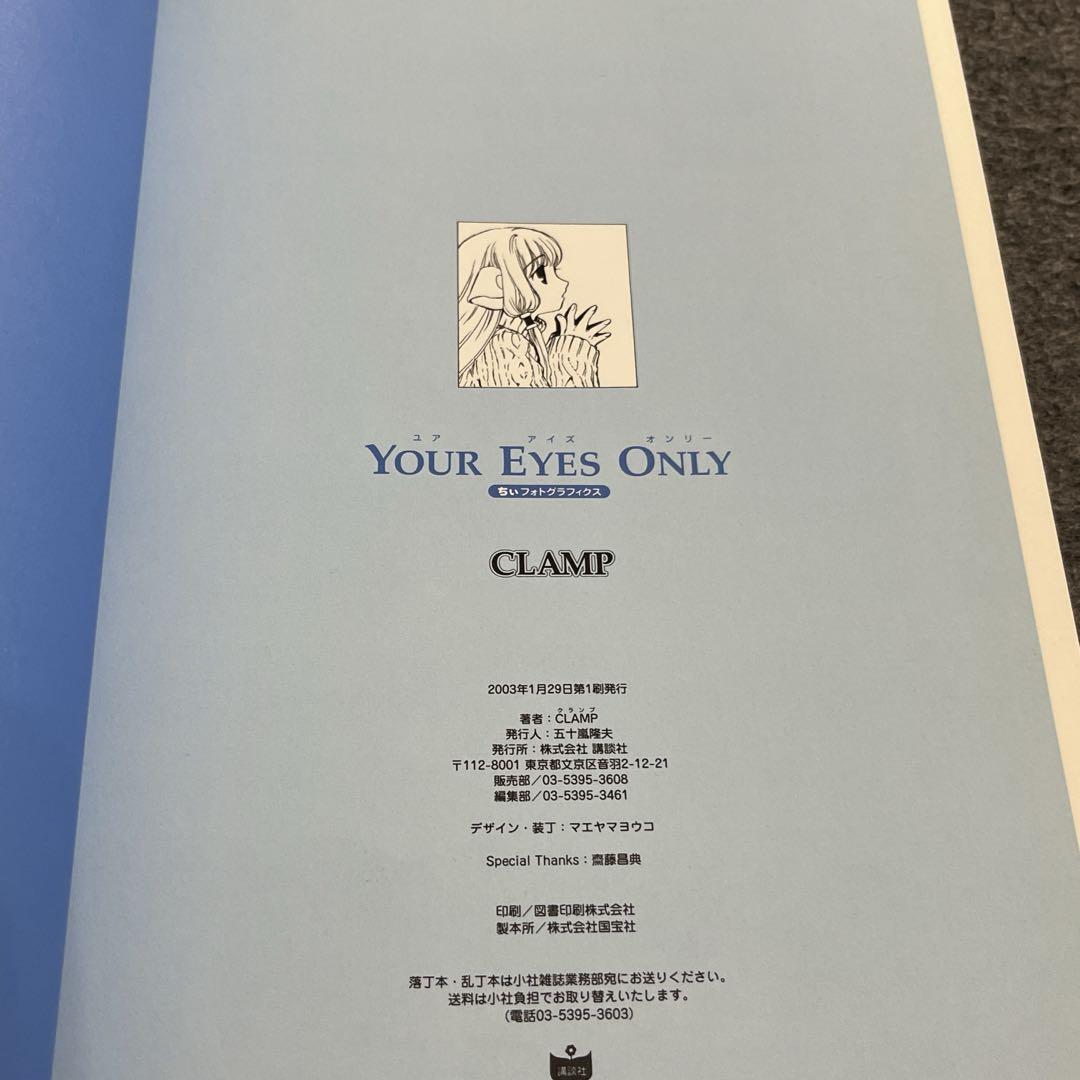 ユア アイズ オンリー
YOUR EYES ONLY
ちぃフォトグラフィクス
CLAMP
2003年1月29日第1刷発行
クランプ
著者：CLAMP
発行人：五十嵐隆夫
発行所：株式会社 講談社
〒112-8001 東京都文京区音羽2-12-21
販売部／03-5395-3608
編集部／03-5395-3461
デザイン・装丁：マエヤマヨウコ
Special Thanks：齋藤昌典
印刷／図書印刷株式会社
製本所／株式会社国宝社
落丁本・乱丁本は小社雑誌業務部宛にお送りください。
送料は小社負担でお取り替えいたします。
（電話03-5395-3603）
講談社